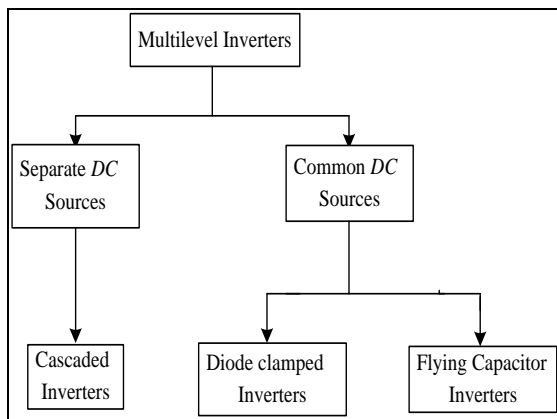 Multilevel Inverters
Separate DC
Sources
Common DC
Sources
Cascaded
Inverters
Diode clamped
Inverters
Flying Capacitor
Inverters